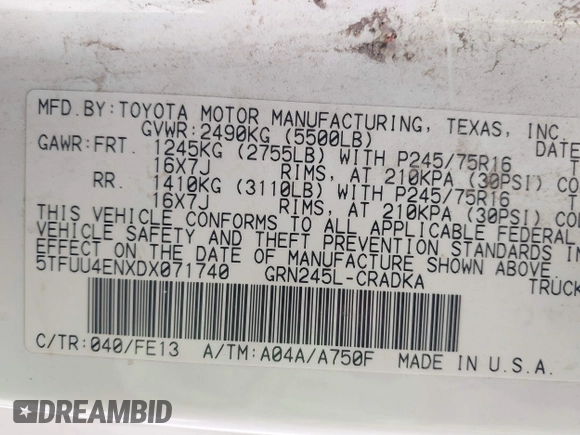 MFD.BY:TOYOTA MOTOR MANUFACTURING, TEXAS, INC.
GVWR:2490KG (5500LB) DATE
GAWR:FRT. 1245KG (2755LB) WITH P245/75R16
16X7J RIMS, AT 210KPA (30PSI) CO
RR. 1410KG (3110LB) WITH P245/75R16
16X7J RIMS, AT 210KPA (30PSI) CO
THIS VEHICLE CONFORMS TO ALL APPLICABLE FEDERAL
VEHICLE SAFETY AND THEFT PREVENTION STANDARDS IN
EFFECT ON THE DATE OF MANUFACTURE SHOWN ABOVE.
5TFUU4ENXDX071740 GRN245L-CRADKA TRUCK
C/TR:040/FE13 A/TM:A04A/A750F MADE IN U.S.A.
DREAMBID